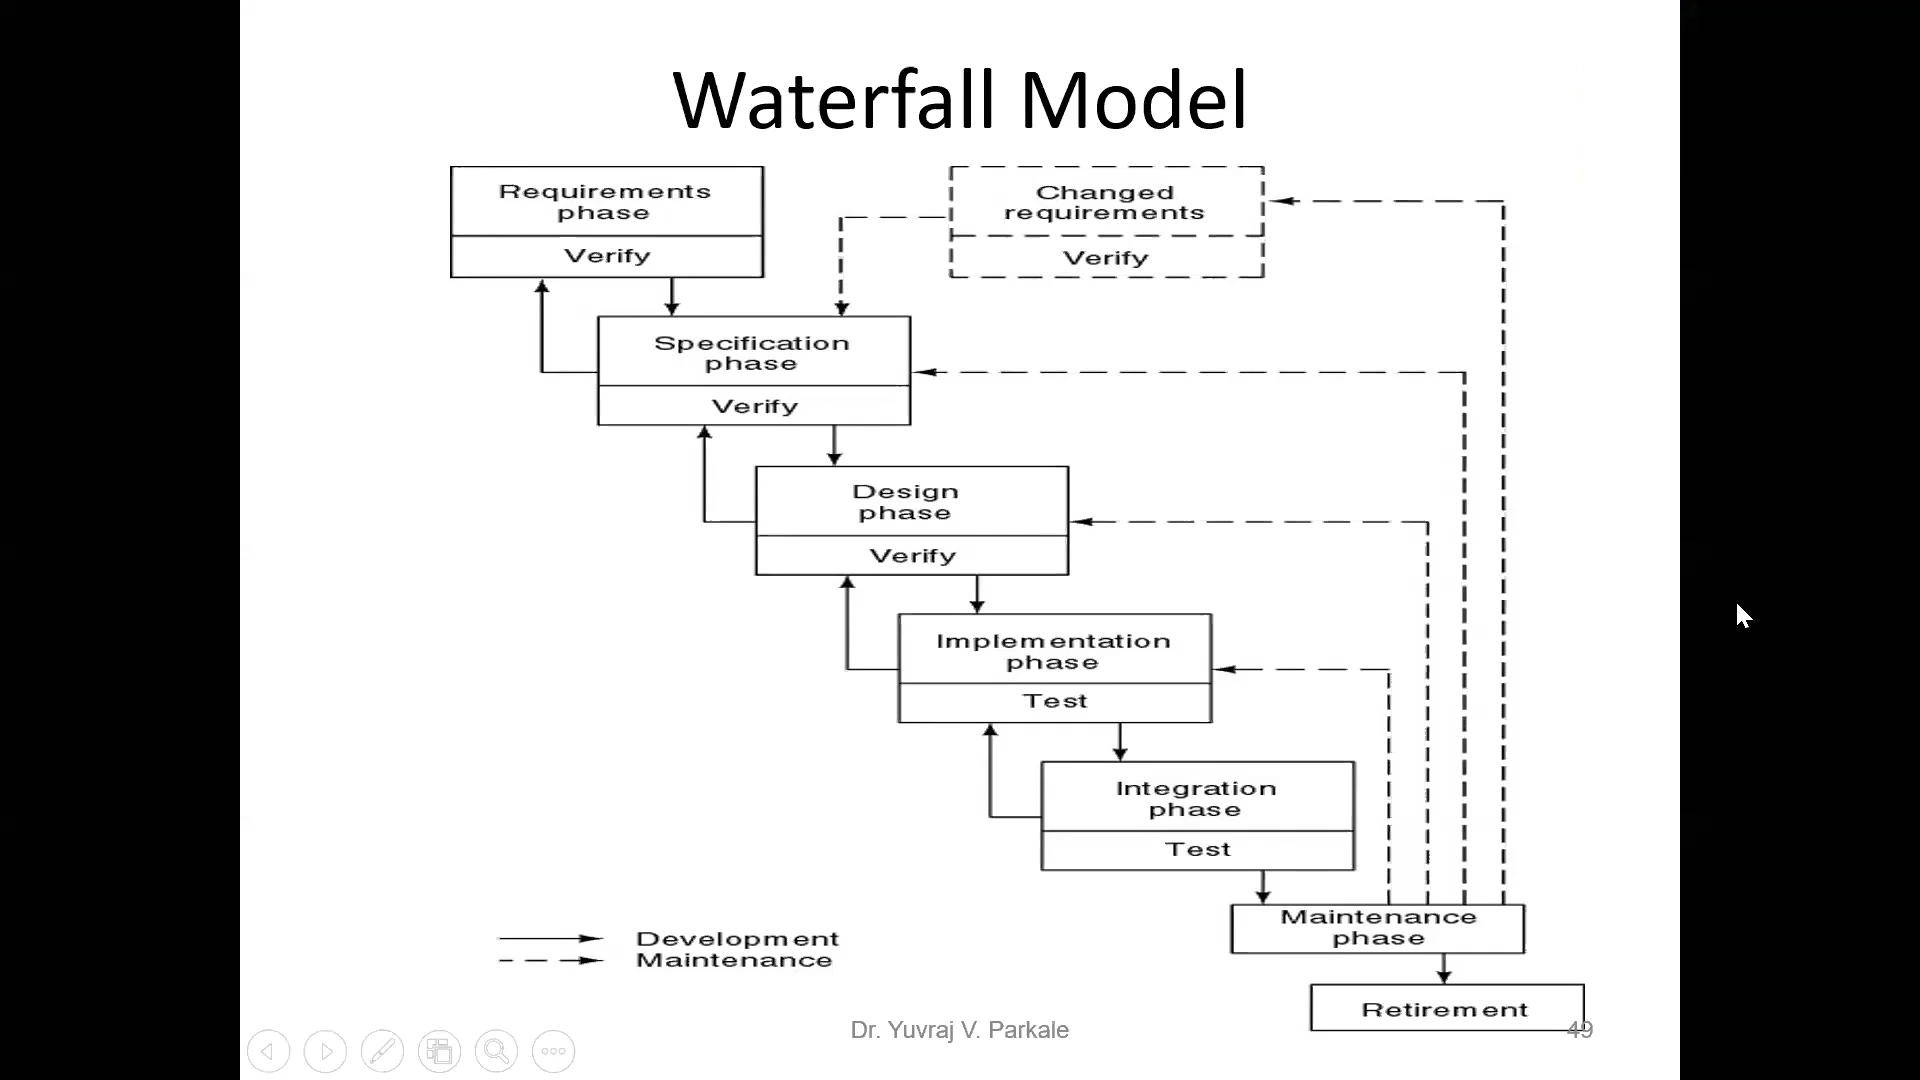 Waterfall Model
Requirements
phase
Verify
Changed
requirements
Verify
Specification
phase
Verify
Design
phase
Verify
Implementation
phase
Test
Integration
phase
Test
Maintenance
phase
Retirement
Development
Maintenance
Dr. Yuvraj V. Parkale
49